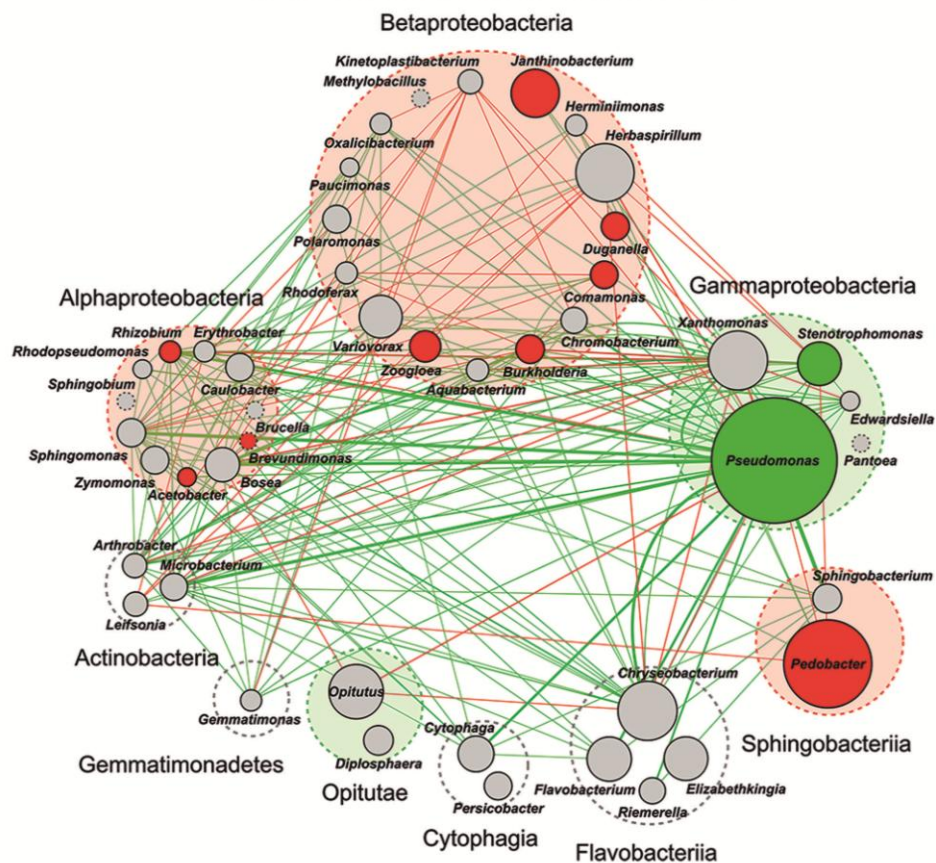 Betaproteobacteria
Kinetoplastibacterium
Janthinobacterium
Methylobacillus
Herminiimonas
Oxalicibacterium
Herbaspirillum
Paucimonas
Polaromonas
Duganella
Rhodoferax
Comamonas
Variovorax
Chromobacterium
Zoogloea
Burkholderia
Aquabacterium
Alphaproteobacteria
Rhizobium
Erythrobacter
Rhodopseudomonas
Sphingobium
Caulobacter
Brucella
Sphingomonas
Brevundimonas
Zymomonas
Bosea
Acetobacter
Gammaproteobacteria
Xanthomonas
Stenotrophomonas
Edwardsiella
Pseudomonas
Pantoea
Arthrobacter
Microbacterium
Leifsonia
Actinobacteria
Gemmatimonas
Gemmatimonadetes
Opitutus
Diplosphaera
Opitutae
Cytophaga
Persicobacter
Cytophagia
Chryseobacterium
Flavobacterium
Elizabethkingia
Riemerella
Flavobacteriia
Sphingobacterium
Pedobacter
Sphingobacteriia